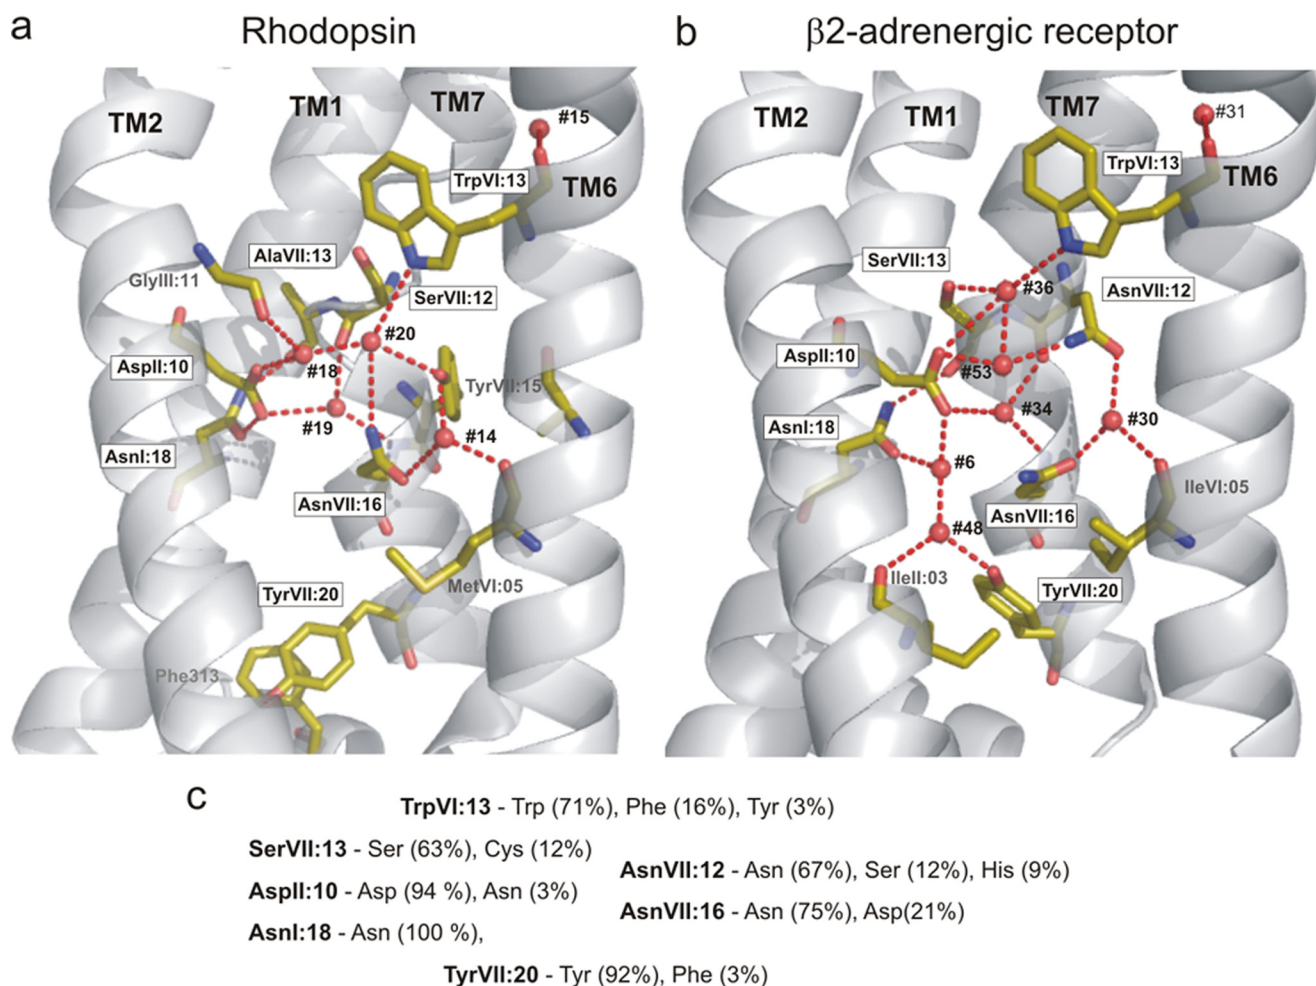 a
Rhodopsin
b
β2-adrenergic receptor
TM2
TM1
TM7
#15
TrpVI:13
TM6
AlaVII:13
GlyIII:11
SerVII:12
#20
AspII:10
#18
TyrVII:15
#19
#14
AsnI:18
AsnVII:16
MetVI:05
TyrVII:20
Phe313
TM2
TM1
TM7
#31
TrpVI:13
TM6
SerVII:13
#36
AsnVII:12
AspII:10
#53
#34
#30
AsnI:18
#6
IleVI:05
AsnVII:16
#48
IleII:03
TyrVII:20
c
TrpVI:13 - Trp (71%), Phe (16%), Tyr (3%)
SerVII:13 - Ser (63%), Cys (12%)
AsnVII:12 - Asn (67%), Ser (12%), His (9%)
AspII:10 - Asp (94 %), Asn (3%)
AsnVII:16 - Asn (75%), Asp(21%)
AsnI:18 - Asn (100 %),
TyrVII:20 - Tyr (92%), Phe (3%)